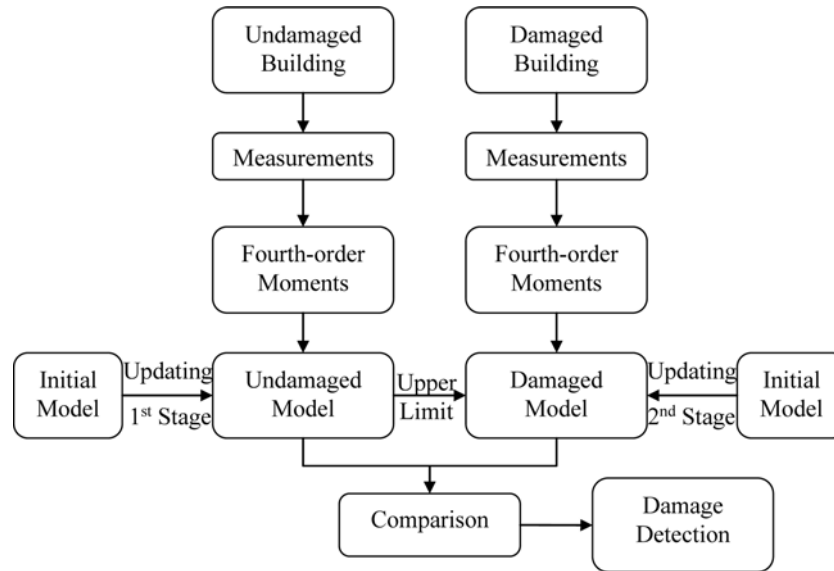 Undamaged
Building
Damaged
Building
Measurements
Measurements
Fourth-order
Moments
Fourth-order
Moments
Initial
Model
Updating
1st Stage
Undamaged
Model
Upper
Limit
Damaged
Model
Updating
2nd Stage
Initial
Model
Comparison
Damage
Detection